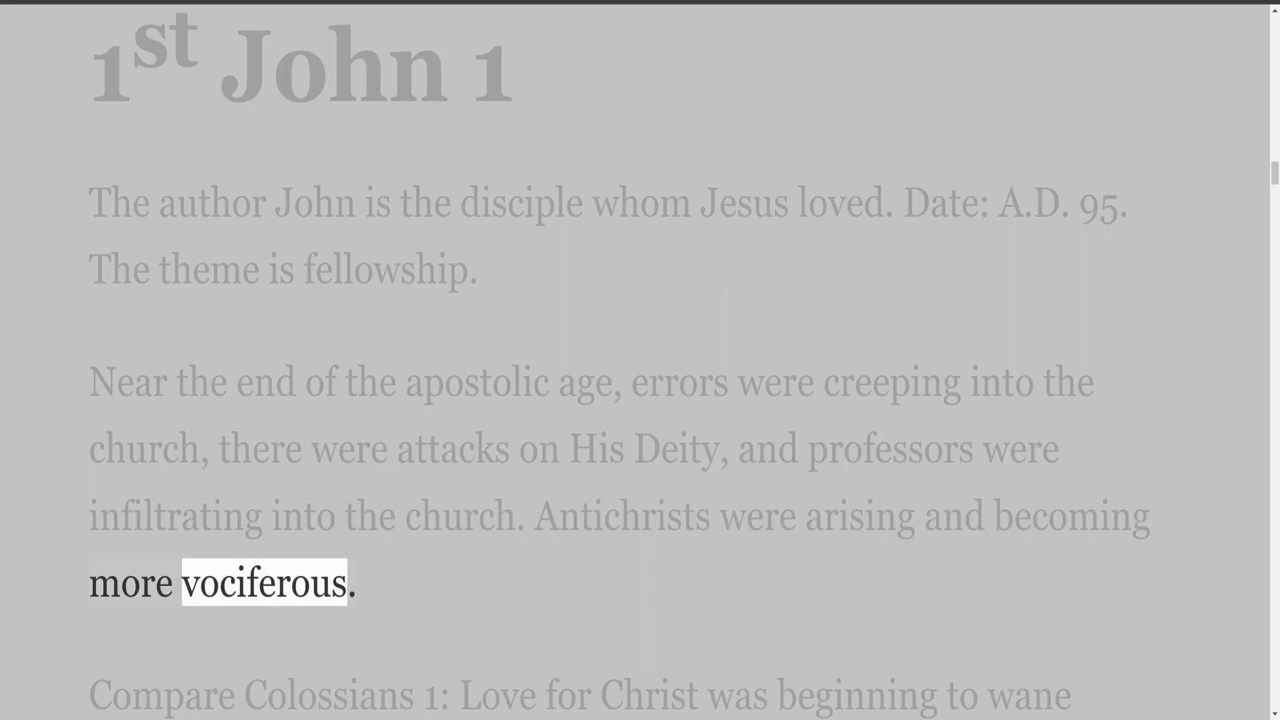 1st John 1
The author John is the disciple whom Jesus loved. Date: A.D. 95.
The theme is fellowship.
Near the end of the apostolic age, errors were creeping into the
church, there were attacks on His Deity, and professors were
infiltrating into the church. Antichrists were arising and becoming
more vociferous.
Compare Colossians 1: Love for Christ was beginning to wane